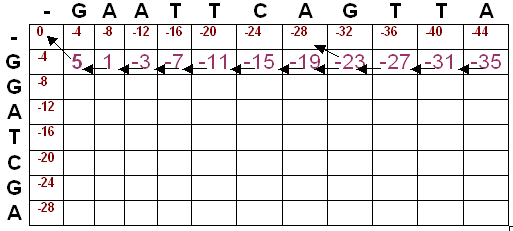 - G A A T T C A G T T A
- 0 -4 -8 -12 -16 -20 -24 -28 -32 -36 -40 -44
G -4 5 1 -3 -7 -11 -15 -19 -23 -27 -31 -35
G -8
A -12
T -16
C -20
G -24
A -28